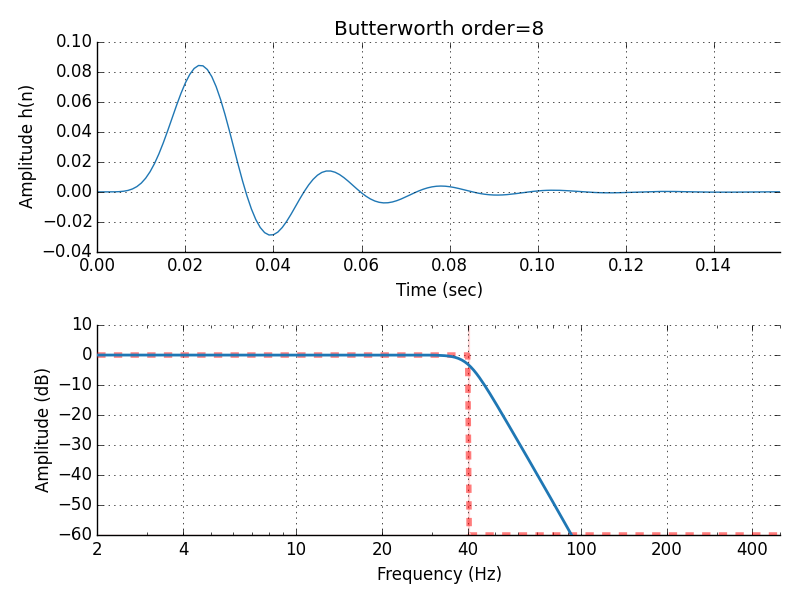 Butterworth order=8
0.10
0.08
0.06
0.04
0.02
0.00
−0.02
−0.04
Amplitude h(n)
0.00 0.02 0.04 0.06 0.08 0.10 0.12 0.14
Time (sec)
10
0
−10
−20
−30
−40
−50
−60
Amplitude (dB)
2 4 10 20 40 100 200 400
Frequency (Hz)